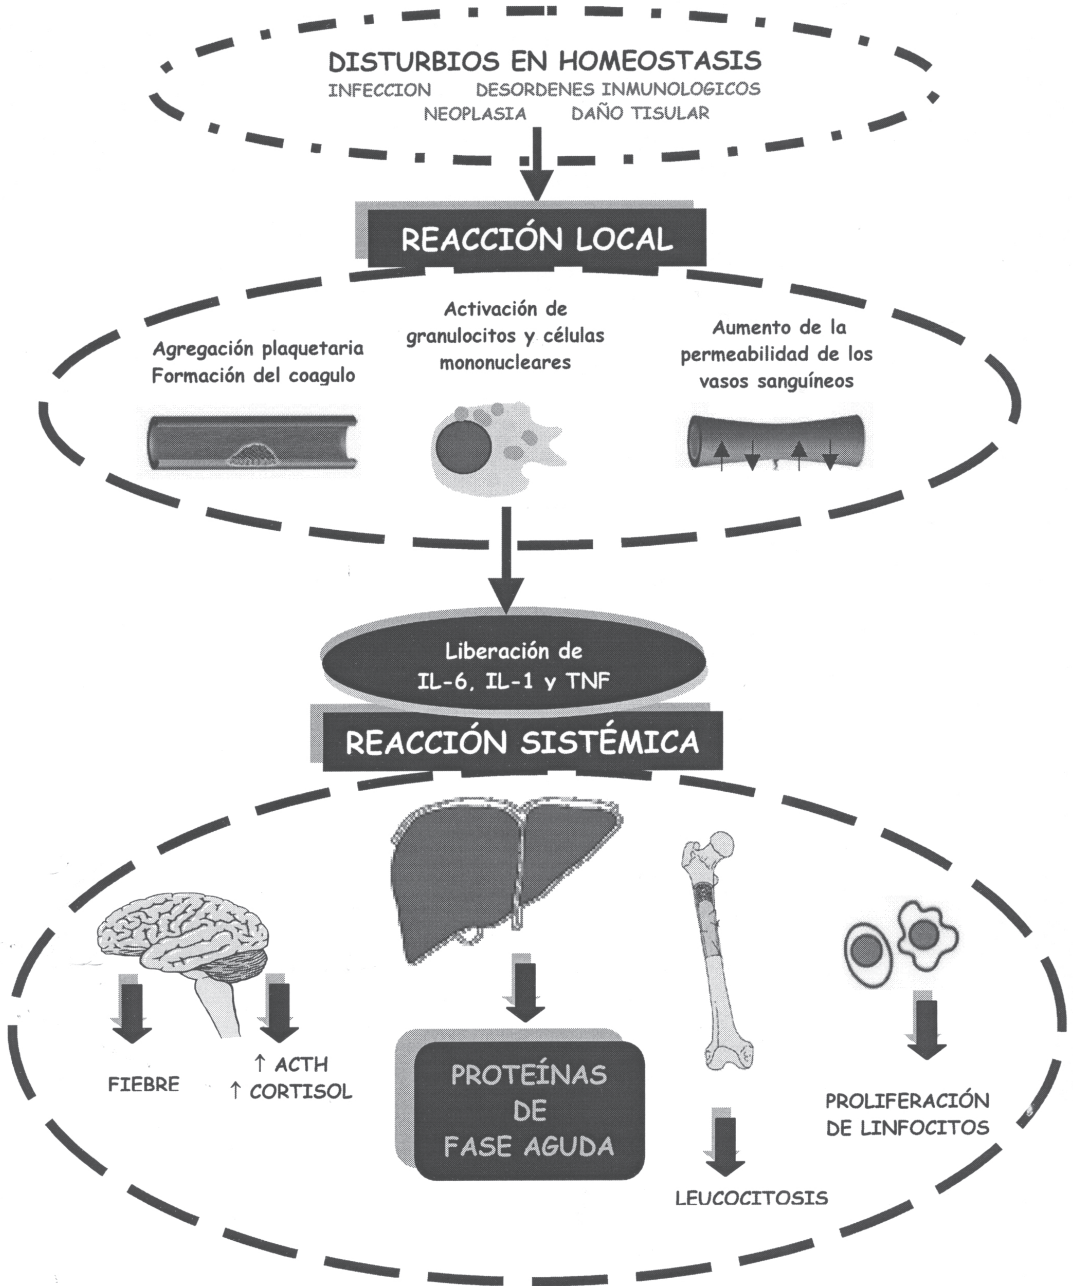 DISTURBIOS EN HOMEOSTASIS
INFECCION DESORDENES INMUNOLOGICOS
NEOPLASIA DAÑO TISULAR
REACCIÓN LOCAL
Agregación plaquetaria
Formación del coagulo
Activación de
granulocitos y células
mononucleares
Aumento de la
permeabilidad de los
vasos sanguíneos
Liberación de
IL-6, IL-1 y TNF
REACCIÓN SISTÉMICA
FIEBRE
↑ ACTH
↑ CORTISOL
PROTEÍNAS
DE
FASE AGUDA
LEUCOCITOSIS
PROLIFERACIÓN
DE LINFOCITOS